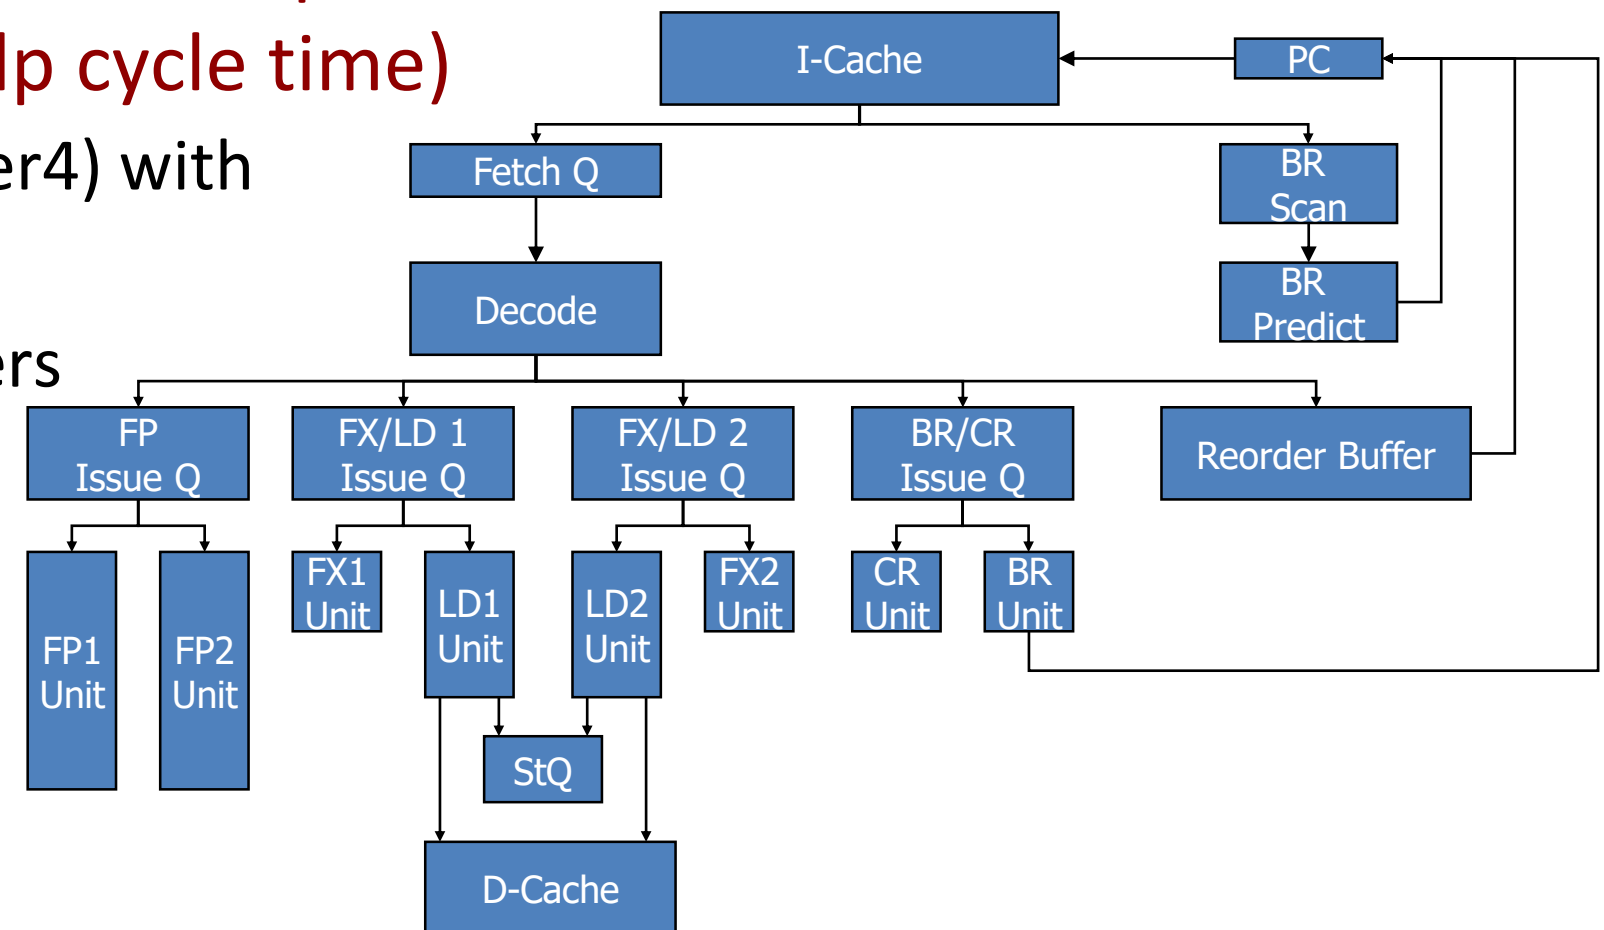 lp cycle time)
er4) with
ers
I-Cache
PC
Fetch Q
BR
Scan
Decode
BR
Predict
FP
Issue Q
FX/LD 1
Issue Q
FX/LD 2
Issue Q
BR/CR
Issue Q
Reorder Buffer
FP1
Unit
FP2
Unit
FX1
Unit
LD1
Unit
LD2
Unit
FX2
Unit
CR
Unit
BR
Unit
StQ
D-Cache